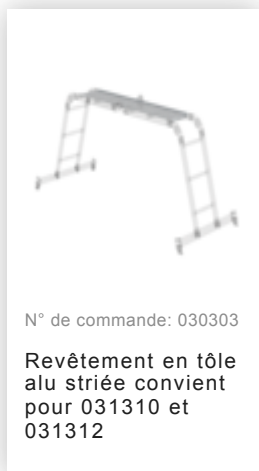 N° de commande: 030303
Revêtement en tôle
alu striée convient
pour 031310 et
031312